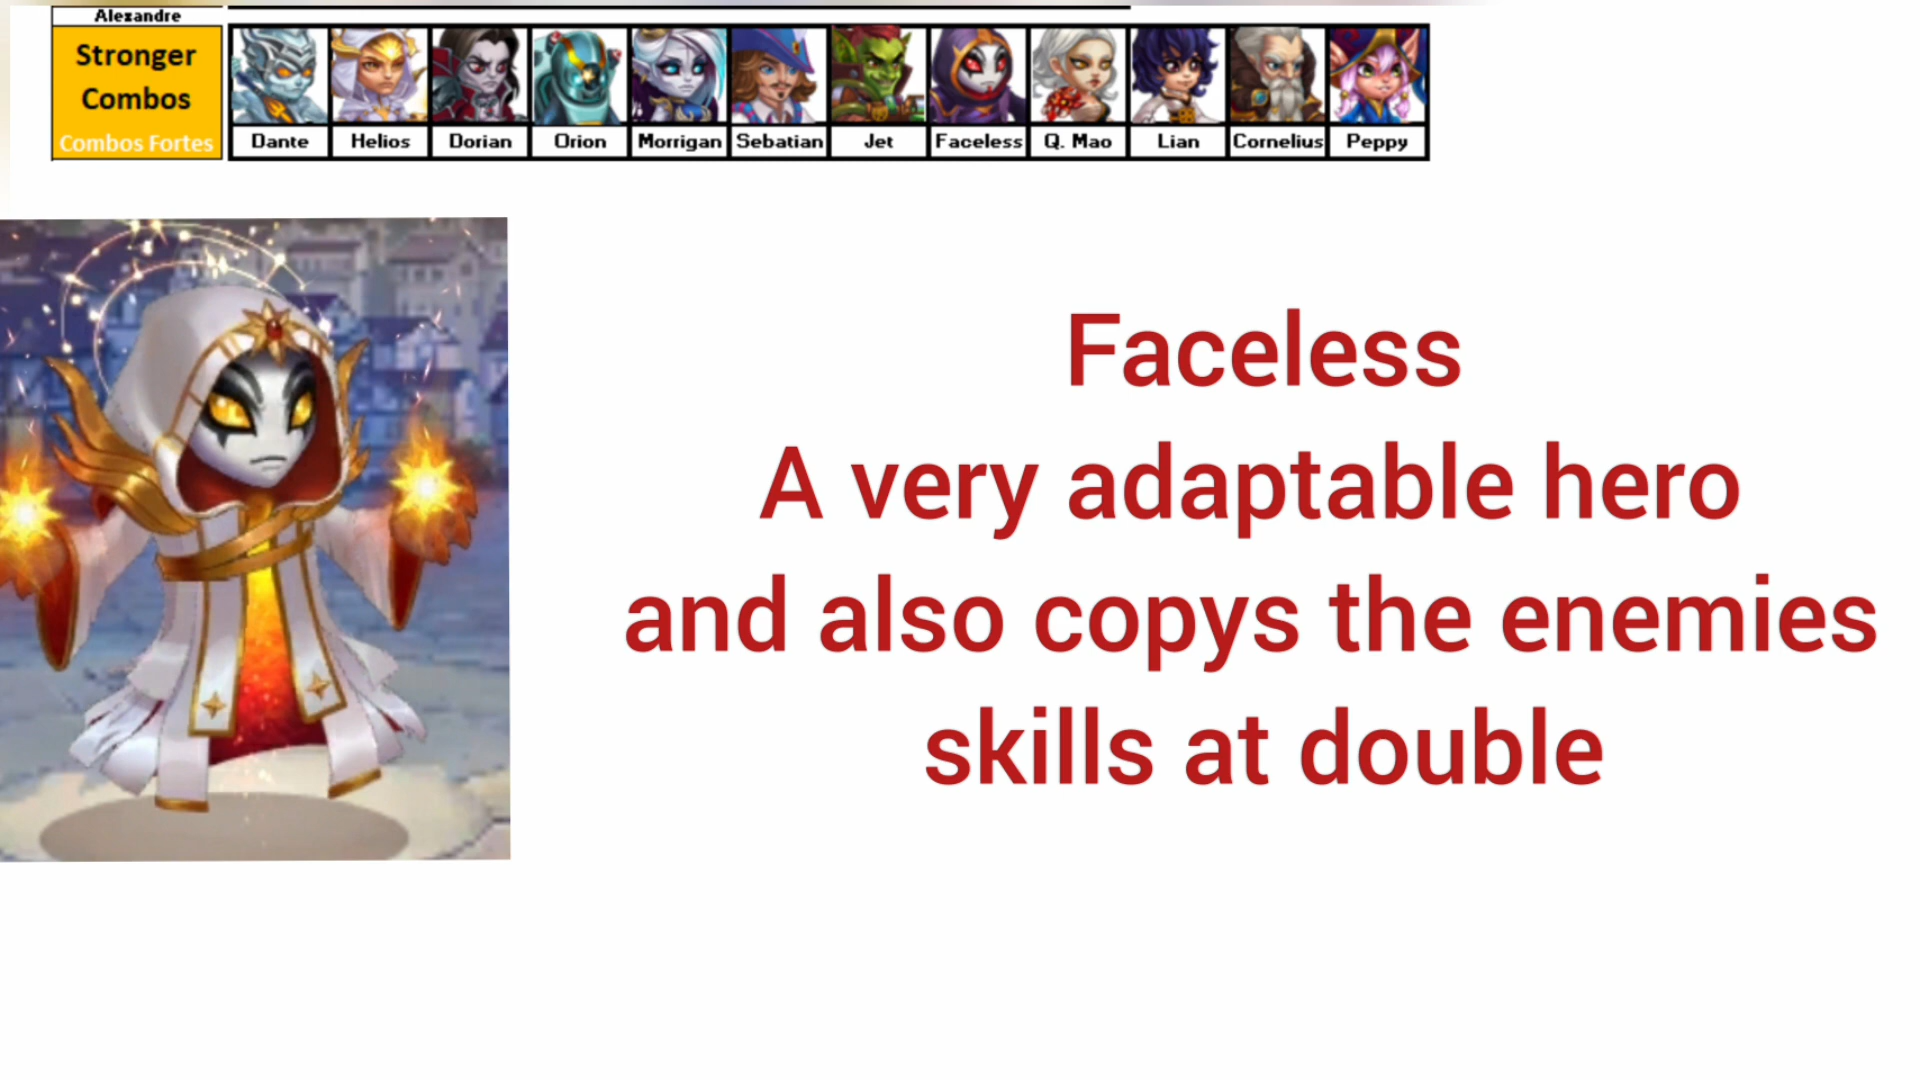 Alexandre
Stronger
Combos
Combos Fortes
Dante Helios Dorian Orion Morrigan Sebatian Jet Faceless Q. Mao Lian Cornelius Peppy
Faceless
A very adaptable hero
and also copys the enemies
skills at double